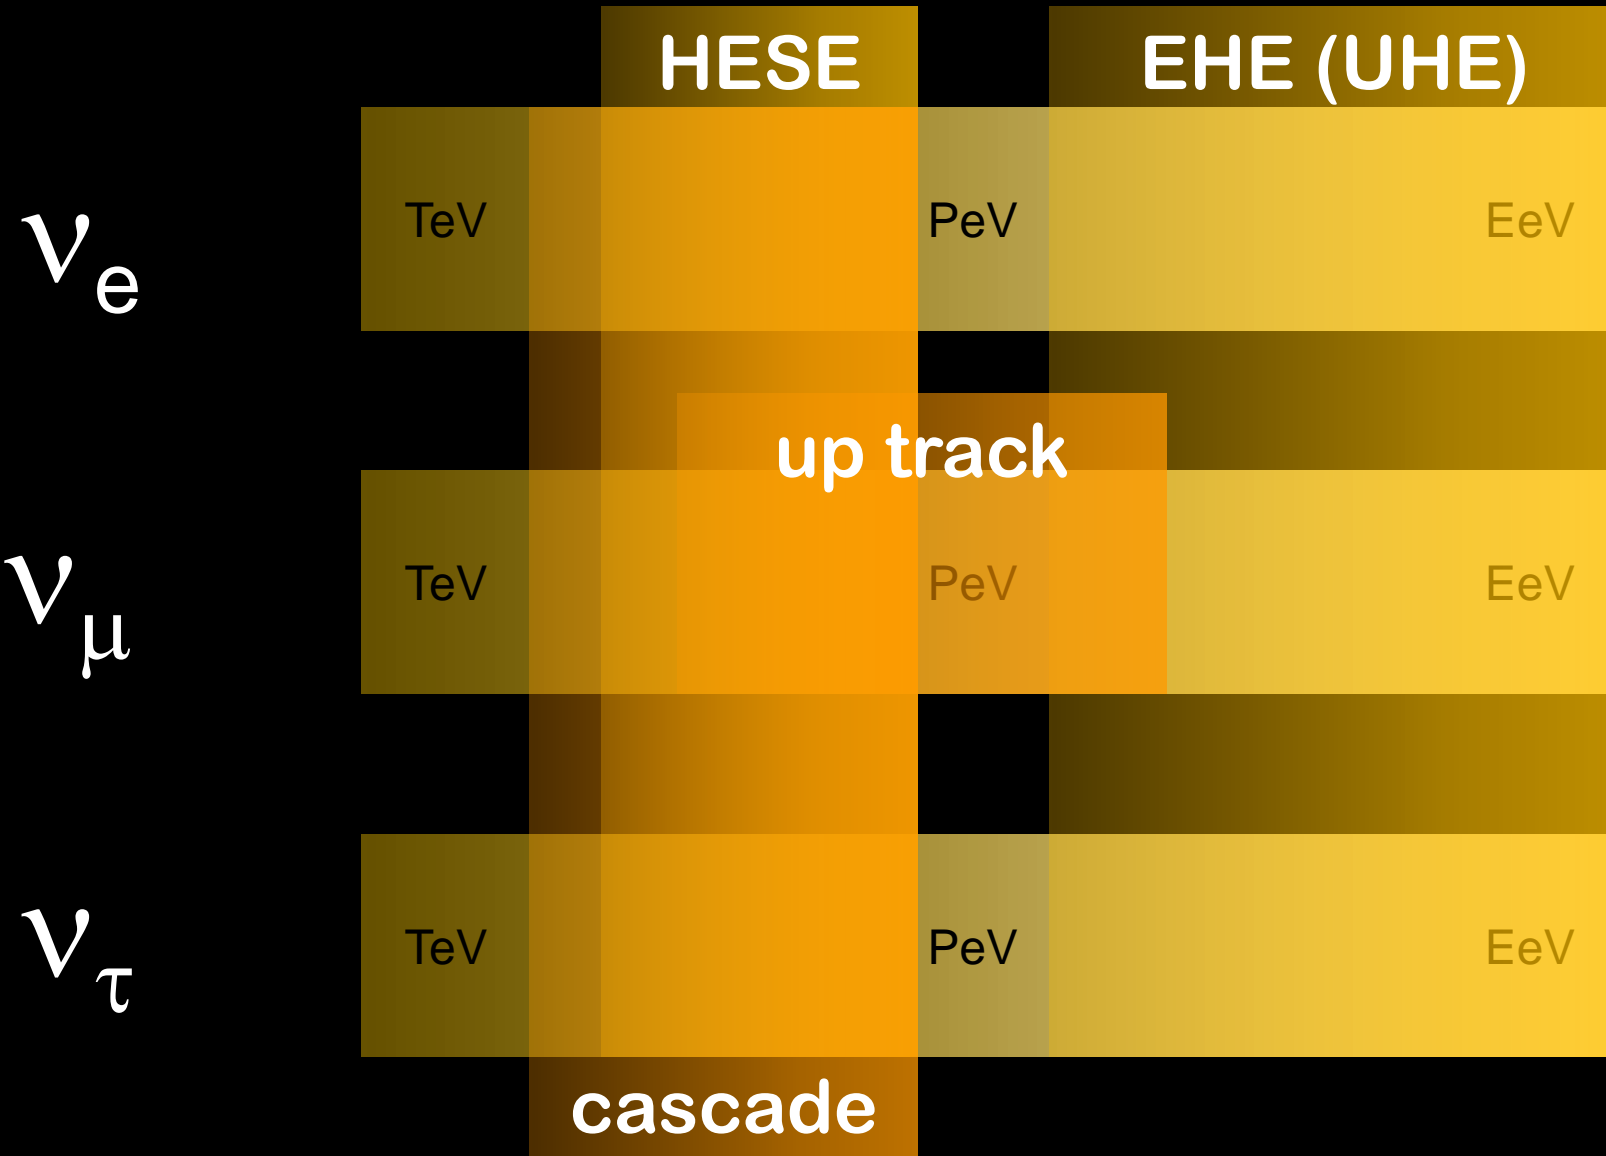 HESE EHE (UHE)
νe TeV PeV EeV
up track
νμ TeV PeV EeV
ντ TeV PeV EeV
cascade